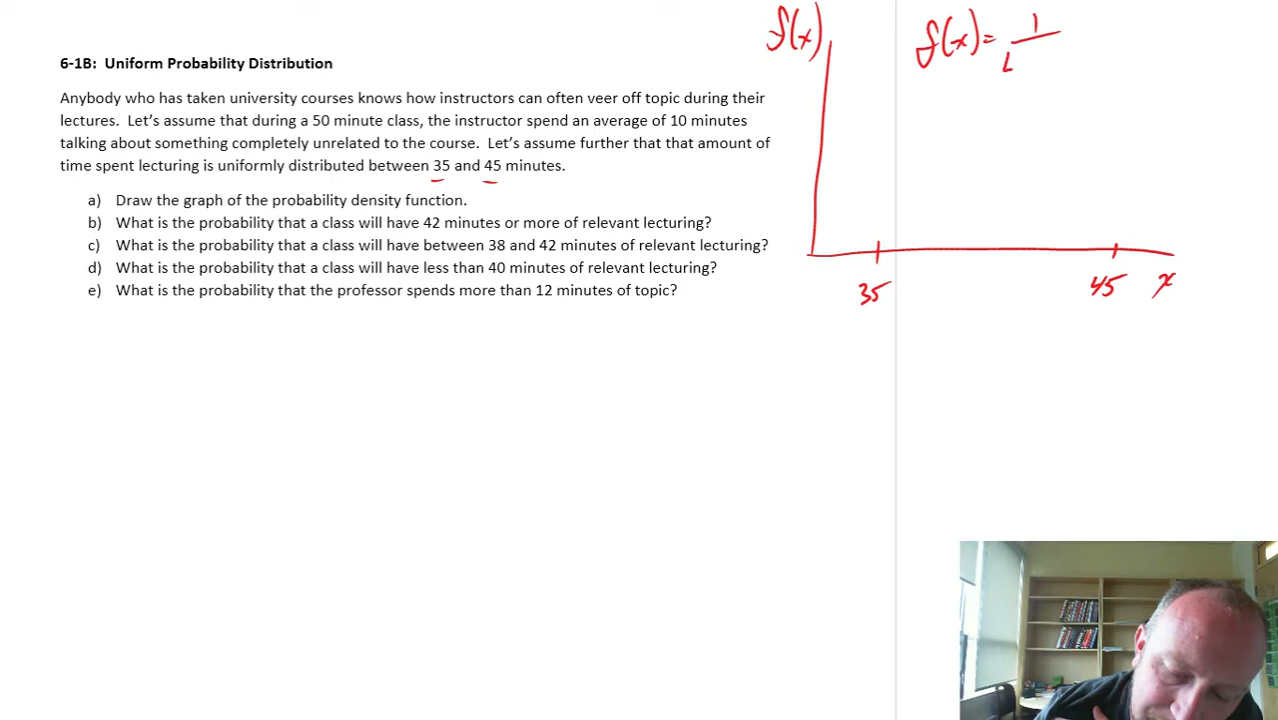 6-1B: Uniform Probability Distribution
Anybody who has taken university courses knows how instructors can often veer off topic during their
lectures. Let's assume that during a 50 minute class, the instructor spend an average of 10 minutes
talking about something completely unrelated to the course. Let's assume further that that amount of
time spent lecturing is uniformly distributed between 35 and 45 minutes.
a) Draw the graph of the probability density function.
b) What is the probability that a class will have 42 minutes or more of relevant lecturing?
c) What is the probability that a class will have between 38 and 42 minutes of relevant lecturing?
d) What is the probability that a class will have less than 40 minutes of relevant lecturing?
e) What is the probability that the professor spends more than 12 minutes of topic?
f(x)
f(x) = 1
35
45
x